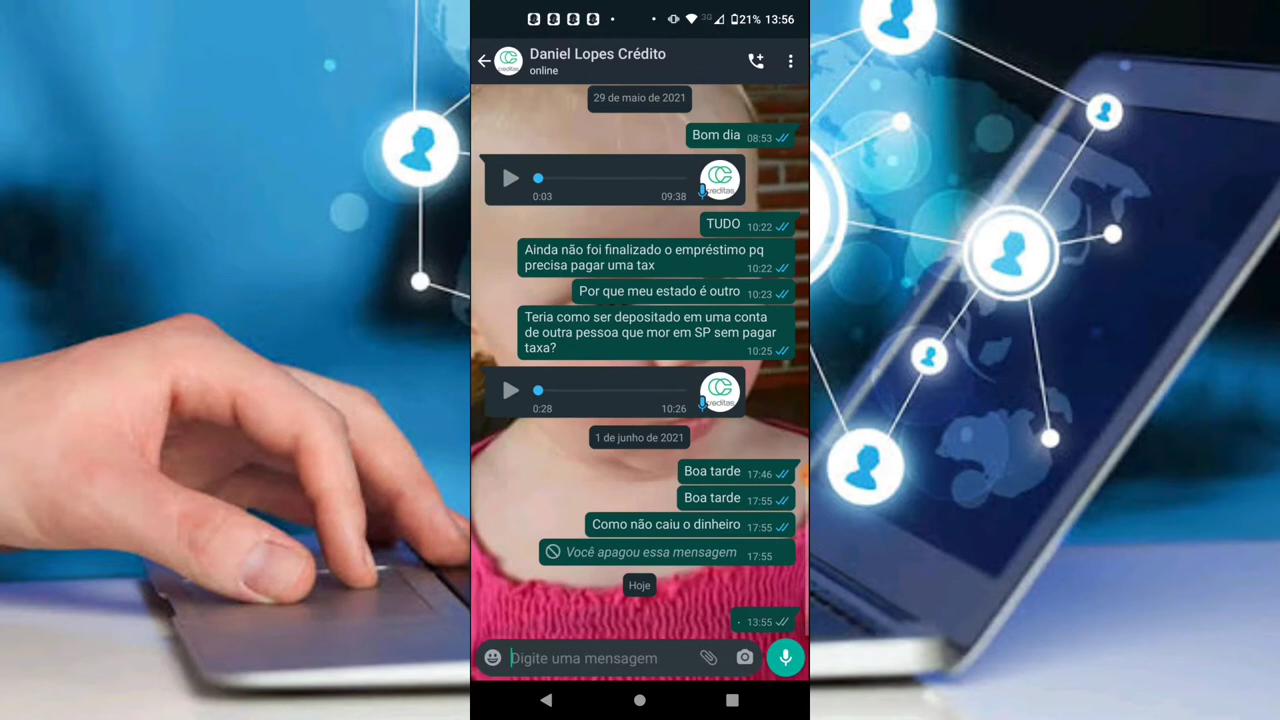 3G 21% 13:56
Daniel Lopes Crédito
online
29 de maio de 2021
Bom dia 08:53
creditas
0:03 09:38
TUDO 10:22
Ainda não foi finalizado o empréstimo pq
precisa pagar uma tax
10:22
Por que meu estado é outro 10:23
Teria como ser depositado em uma conta
de outra pessoa que mor em SP sem pagar
taxa?
10:25
creditas
0:28 10:26
1 de junho de 2021
Boa tarde 17:46
Boa tarde 17:55
Como não caiu o dinheiro 17:55
Você apagou essa mensagem 17:55
Hoje
. 13:55
Digite uma mensagem